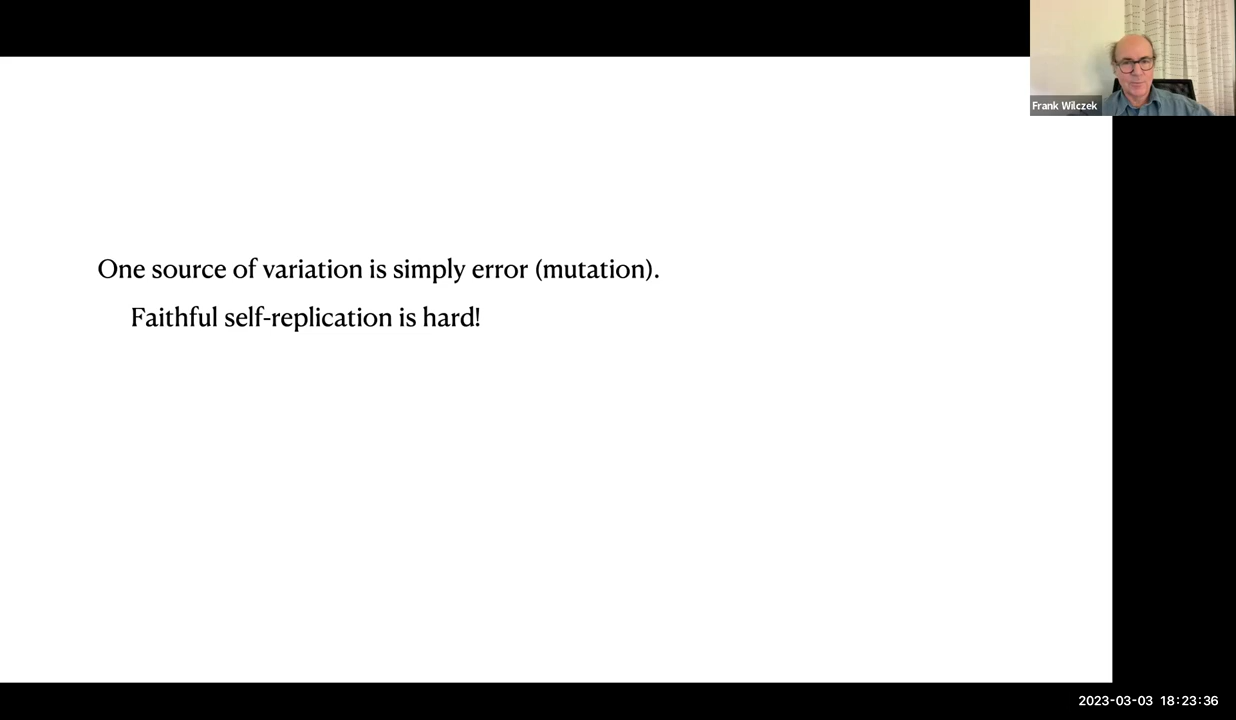 Frank Wilczek
One source of variation is simply error (mutation).
Faithful self-replication is hard!
2023-03-03 18:23:36